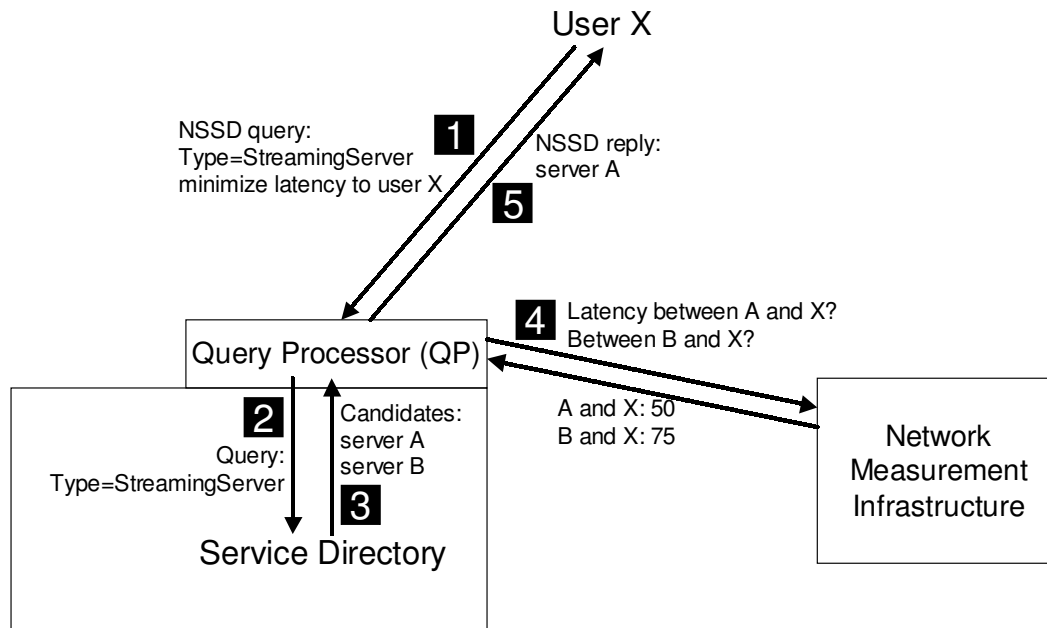 User X
NSSD query:
Type=StreamingServer
minimize latency to user X
1
NSSD reply:
server A
5
4
Latency between A and X?
Between B and X?
Query Processor (QP)
A and X: 50
B and X: 75
2
Query:
Type=StreamingServer
Candidates:
server A
server B
3
Service Directory
Network
Measurement
Infrastructure